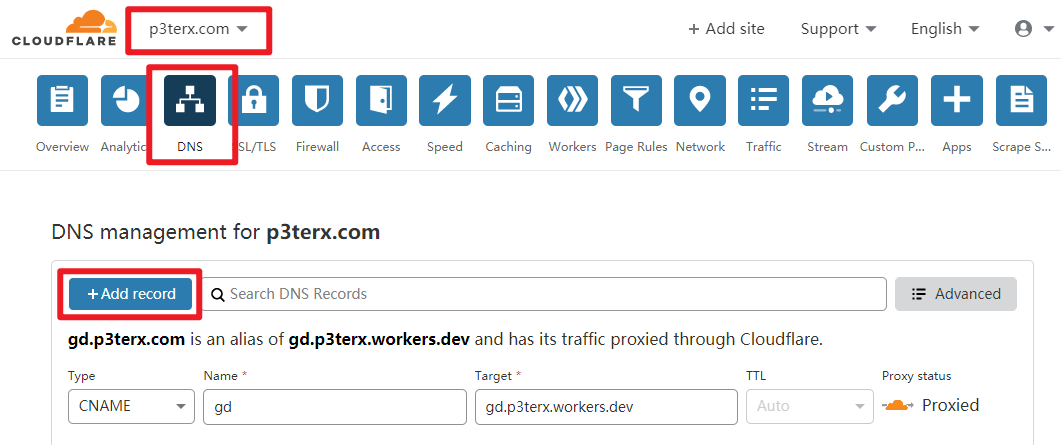 CLOUDFLARE
p3terx.com
+ Add site
Support
English
Overview
Analytic
DNS
SL/TLS
Firewall
Access
Speed
Caching
Workers
Page Rules
Network
Traffic
Stream
Custom P...
Apps
Scrape S...
DNS management for p3terx.com
+Add record
Search DNS Records
Advanced
gd.p3terx.com is an alias of gd.p3terx.workers.dev and has its traffic proxied through Cloudflare.
Type
Name *
Target *
TTL
Proxy status
CNAME
gd
gd.p3terx.workers.dev
Auto
Proxied